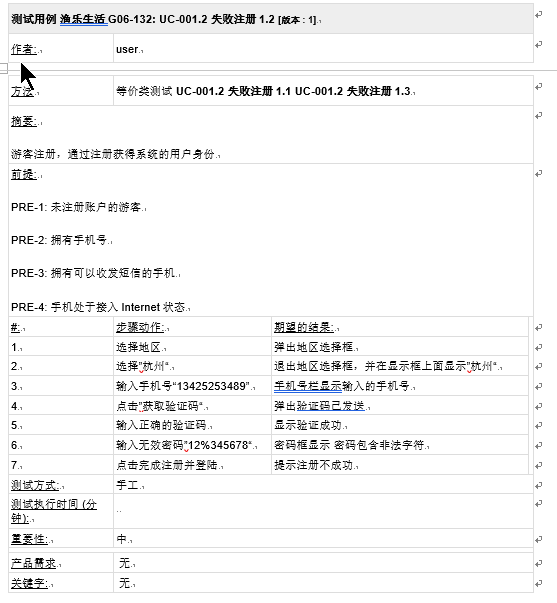 测试用例 渔乐生活 G06-132: UC-001.2 失败注册 1.2 [版本 : 1]
作者: user
方法 等价类测试 UC-001.2 失败注册 1.1 UC-001.2 失败注册 1.3
摘要:
游客注册，通过注册获得系统的用户身份
前提:
PRE-1: 未注册账户的游客
PRE-2: 拥有手机号
PRE-3: 拥有可以收发短信的手机
PRE-4: 手机处于接入 Internet 状态
#: 步骤动作: 期望的结果:
1 选择地区 弹出地区选择框
2 选择”杭州“ 退出地区选择框，并在显示框上面显示”杭州“
3 输入手机号“13425253489” 手机号栏显示输入的手机号
4 点击”获取验证码“ 弹出验证码已发送
5 输入正确的验证码 显示验证成功
6 输入无效密码”12%345678“ 密码框显示 密码包含非法字符
7 点击完成注册并登陆 提示注册不成功
测试方式: 手工
测试执行时间 (分
钟):
重要性: 中
产品需求 无
关键字: 无